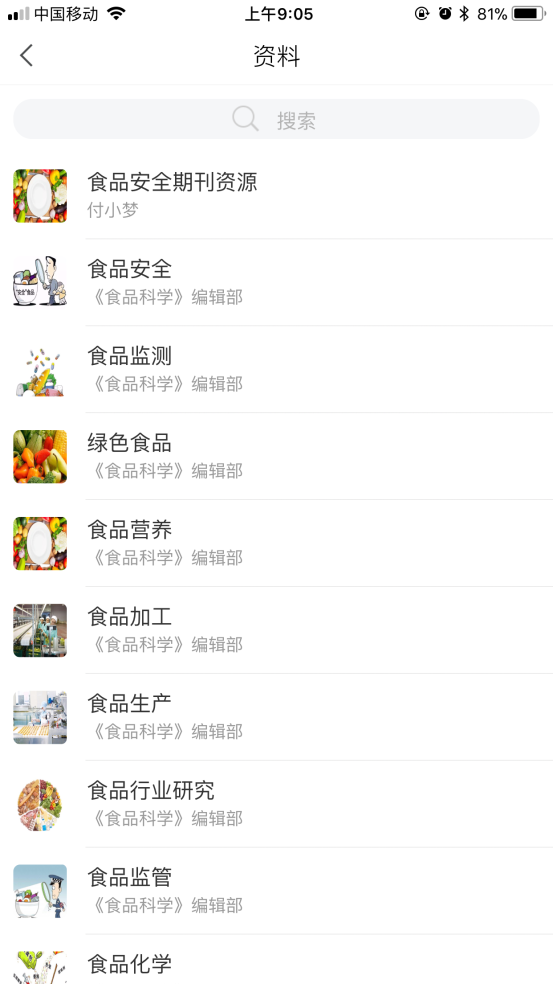 中国移动
上午9:05
81%
资料
搜索
食品安全期刊资源
付小梦
食品安全
《食品科学》编辑部
食品监测
《食品科学》编辑部
绿色食品
《食品科学》编辑部
食品营养
《食品科学》编辑部
食品加工
《食品科学》编辑部
食品生产
《食品科学》编辑部
食品行业研究
《食品科学》编辑部
食品监管
《食品科学》编辑部
食品化学